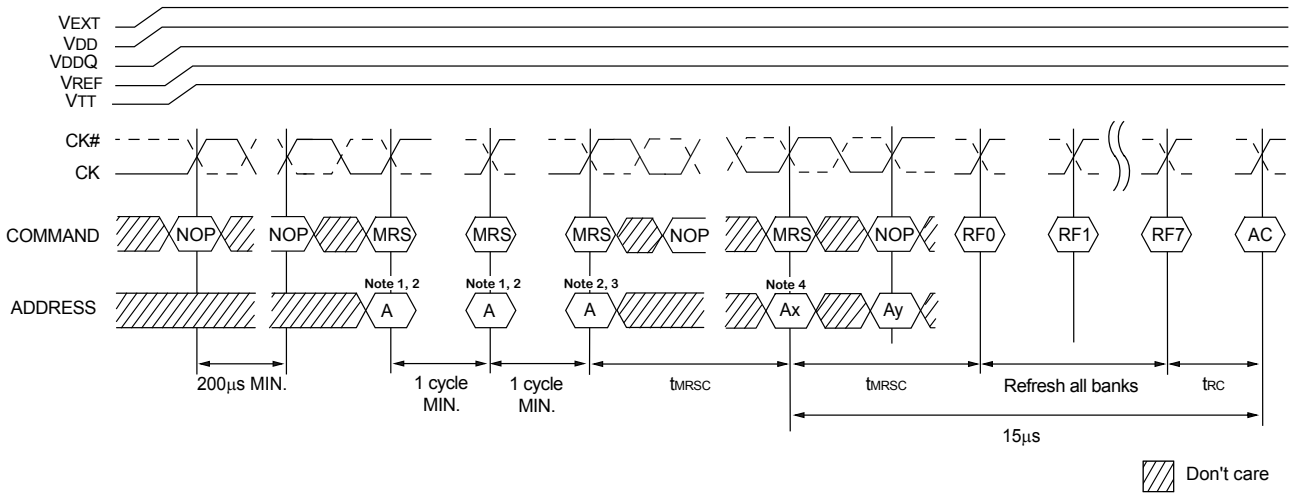 VEXT
VDD
VDDQ
VREF
VTT
CK#
CK
COMMAND NOP NOP MRS MRS MRS NOP MRS NOP RF0 RF1 RF7 AC
Note 1, 2 Note 1, 2 Note 2, 3 Note 4
ADDRESS A A A Ax Ay
200μs MIN. 1 cycle MIN. 1 cycle MIN. tMRSC tMRSC Refresh all banks tRC
15μs
Don't care